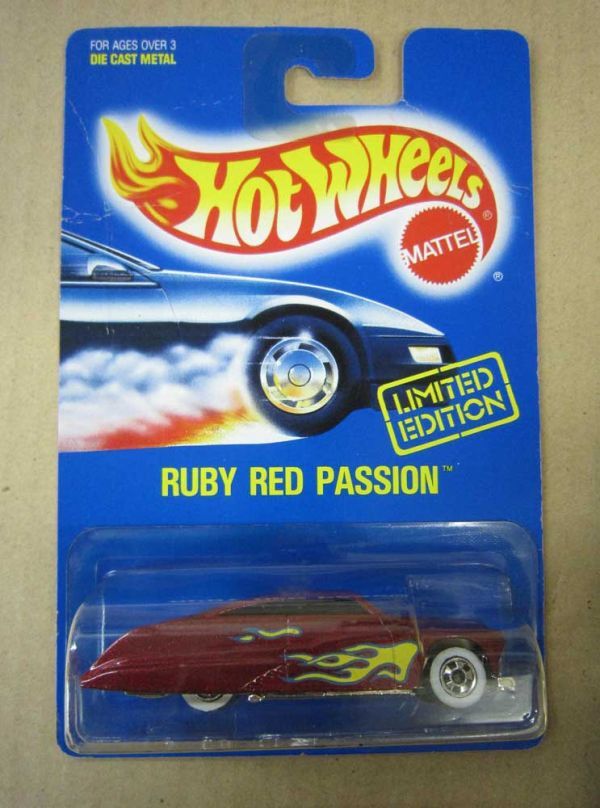 FOR AGES OVER 3
DIE CAST METAL
HOT WHEELS ®
MATTEL
®
LIMITED
EDITION
RUBY RED PASSION™